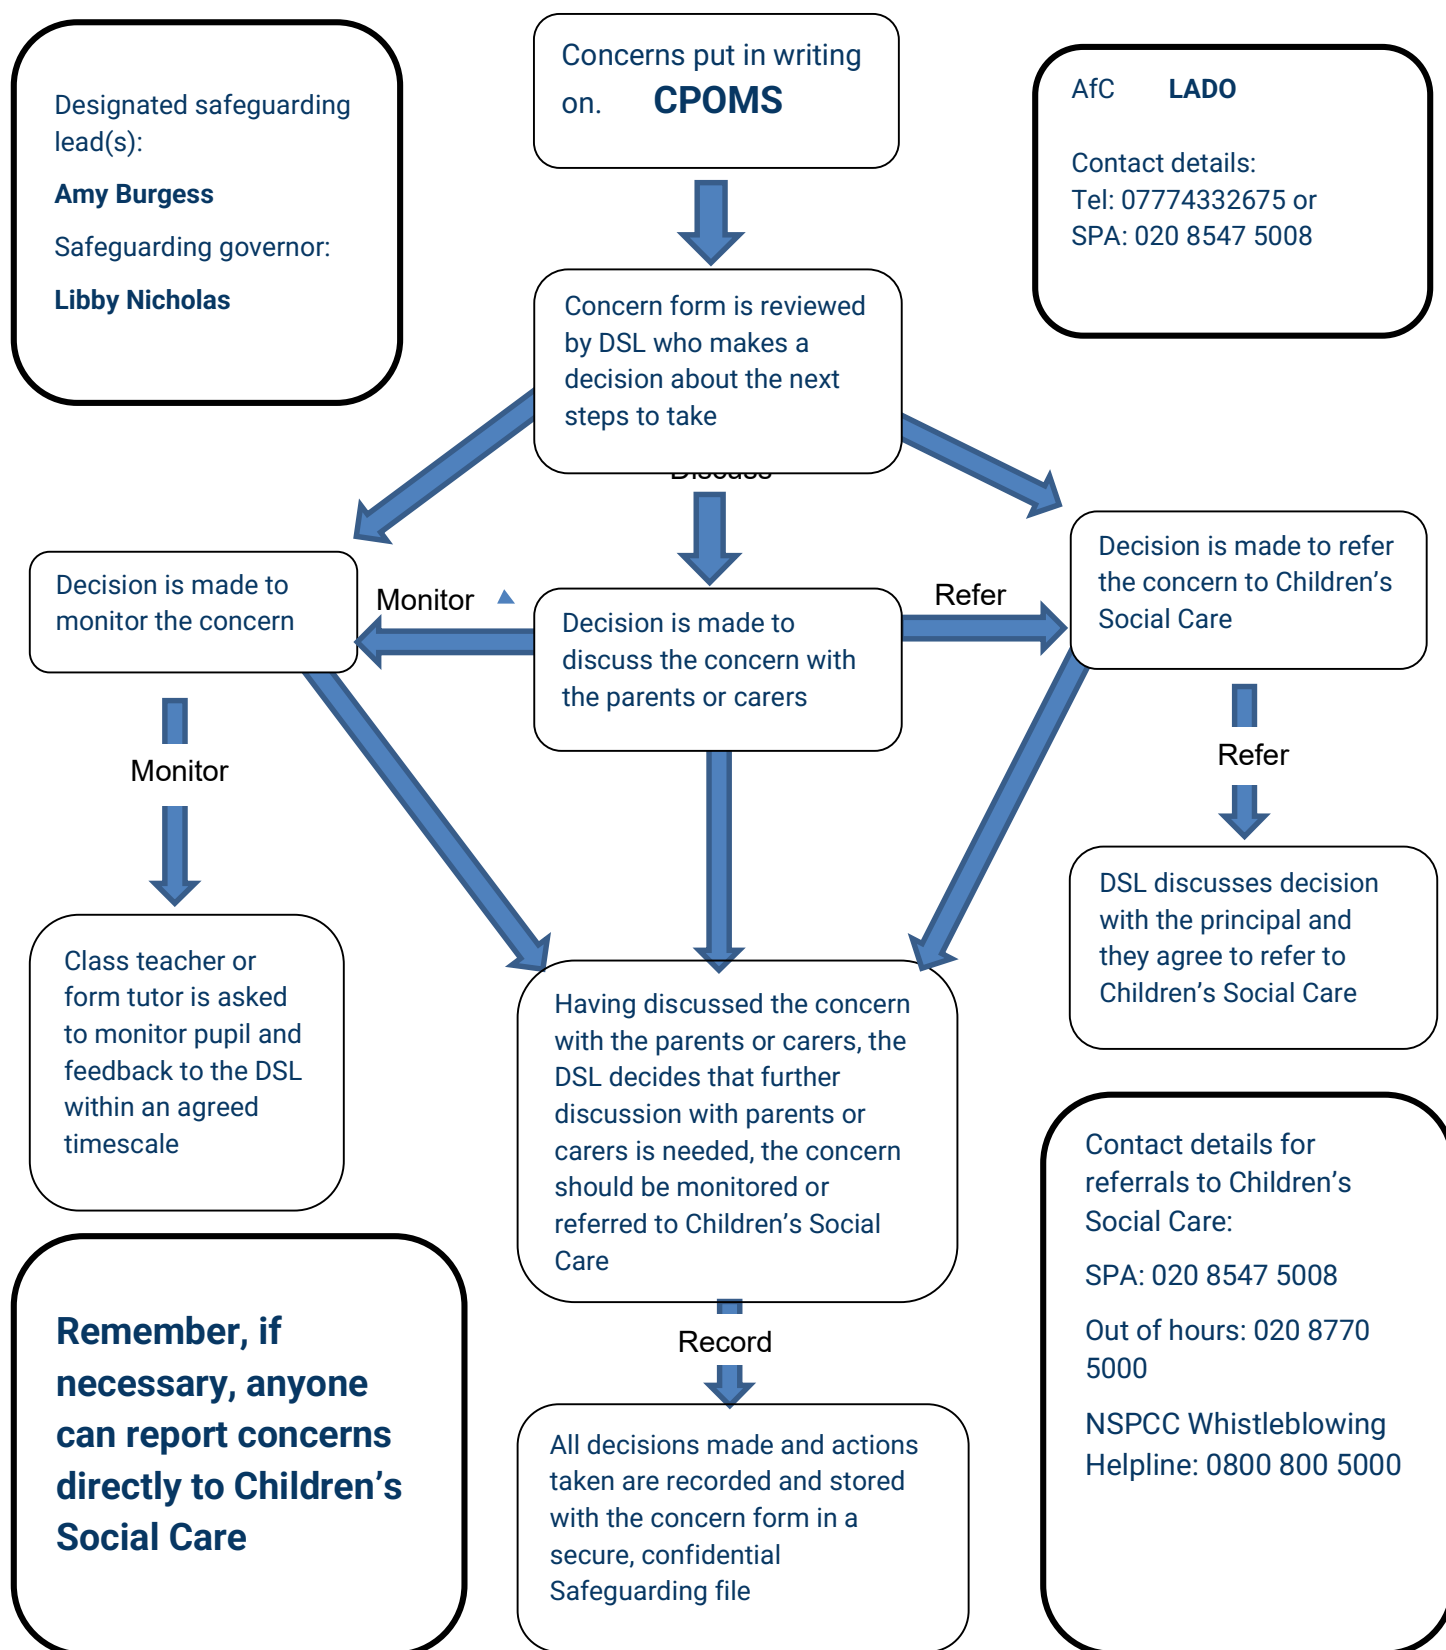 Designated safeguarding
lead(s):
Amy Burgess
Safeguarding governor:
Libby Nicholas
Concerns put in writing
on. CPOMS
AfC LADO
Contact details:
Tel: 07774332675 or
SPA: 020 8547 5008
Concern form is reviewed
by DSL who makes a
decision about the next
steps to take
Discuss
Decision is made to
monitor the concern
Monitor
Decision is made to
discuss the concern with
the parents or carers
Refer
Decision is made to refer
the concern to Children’s
Social Care
Monitor
Refer
Class teacher or
form tutor is asked
to monitor pupil and
feedback to the DSL
within an agreed
timescale
Having discussed the concern
with the parents or carers, the
DSL decides that further
discussion with parents or
carers is needed, the concern
should be monitored or
referred to Children’s Social
Care
DSL discusses decision
with the principal and
they agree to refer to
Children’s Social Care
Remember, if
necessary, anyone
can report concerns
directly to Children’s
Social Care
Record
All decisions made and actions
taken are recorded and stored
with the concern form in a
secure, confidential
Safeguarding file
Contact details for
referrals to Children’s
Social Care:
SPA: 020 8547 5008
Out of hours: 020 8770
5000
NSPCC Whistleblowing
Helpline: 0800 800 5000